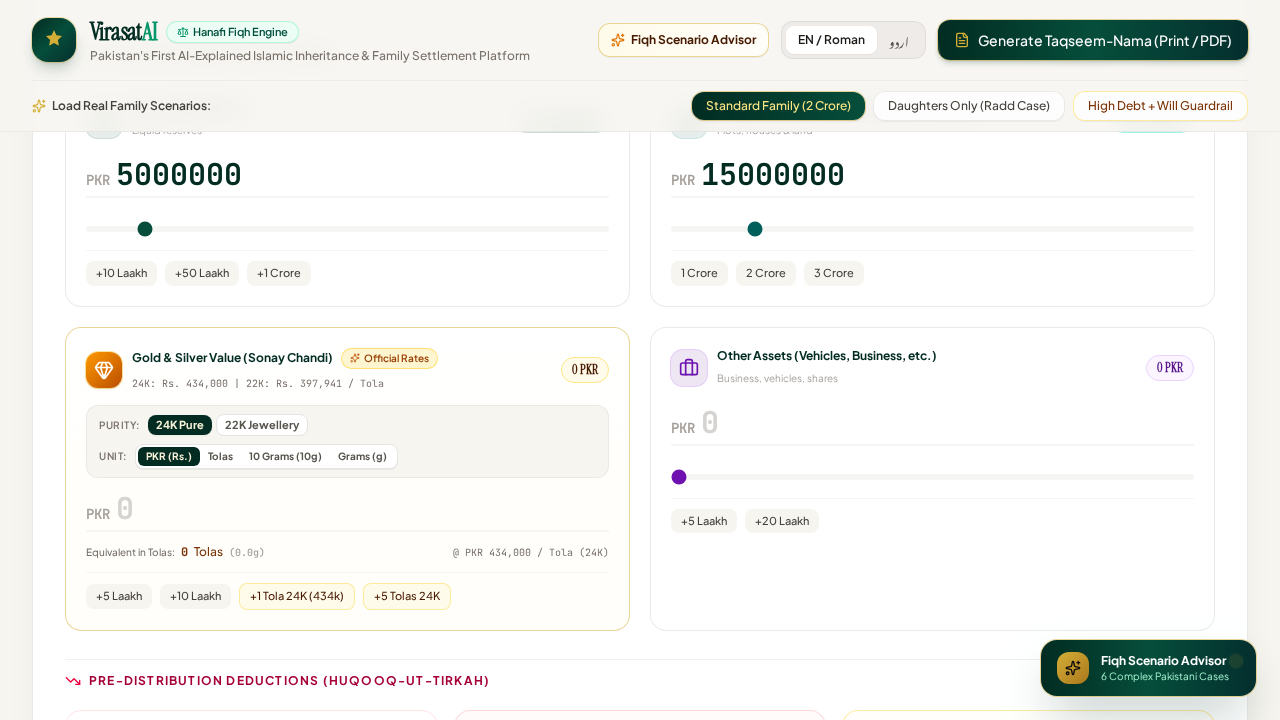 VirasatAI
Hanafi Fiqh Engine
Pakistan's First AI-Explained Islamic Inheritance & Family Settlement Platform
Fiqh Scenario Advisor
EN / Roman
اردو
Generate Taqseem-Nama (Print / PDF)
Load Real Family Scenarios:
Standard Family (2 Crore)
Daughters Only (Radd Case)
High Debt + Will Guardrail
Liquid reserves
Plots, houses & land
PKR 5000000
PKR 15000000
+10 Laakh
+50 Laakh
+1 Crore
1 Crore
2 Crore
3 Crore
Gold & Silver Value (Sonay Chandi)
Official Rates
24K: Rs. 434,000 | 22K: Rs. 397,941 / Tola
0 PKR
PURITY:
24K Pure
22K Jewellery
UNIT:
PKR (Rs.)
Tolas
10 Grams (10g)
Grams (g)
PKR 0
Equivalent in Tolas: 0 Tolas (0.0g)
@ PKR 434,000 / Tola (24K)
+5 Laakh
+10 Laakh
+1 Tola 24K (434k)
+5 Tolas 24K
Other Assets (Vehicles, Business, etc.)
Business, vehicles, shares
0 PKR
PKR 0
+5 Laakh
+20 Laakh
PRE-DISTRIBUTION DEDUCTIONS (HUQOOQ-UT-TIRKAH)
Fiqh Scenario Advisor
6 Complex Pakistani Cases